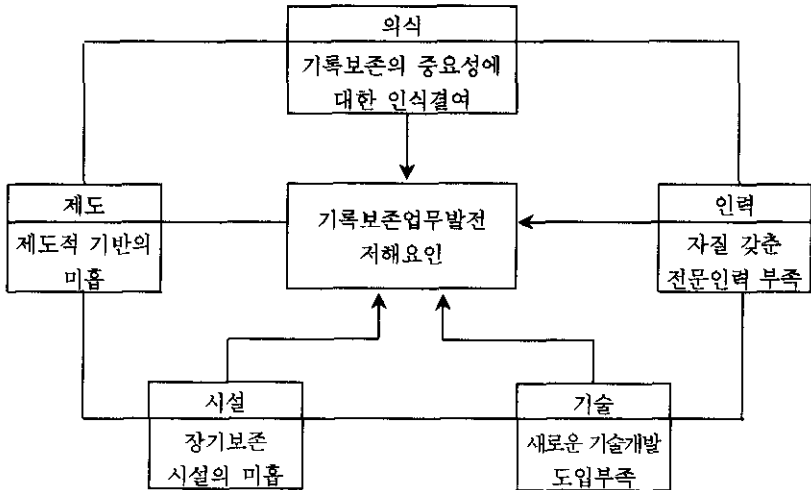 의식
기록보존의 중요성에
대한 인식결여
제도
제도적 기반의
미흡
기록보존업무발전
저해요인
인력
자질 갖춘
전문인력 부족
시설
장기보존
시설의 미흡
기술
새로운 기술개발
도입부족